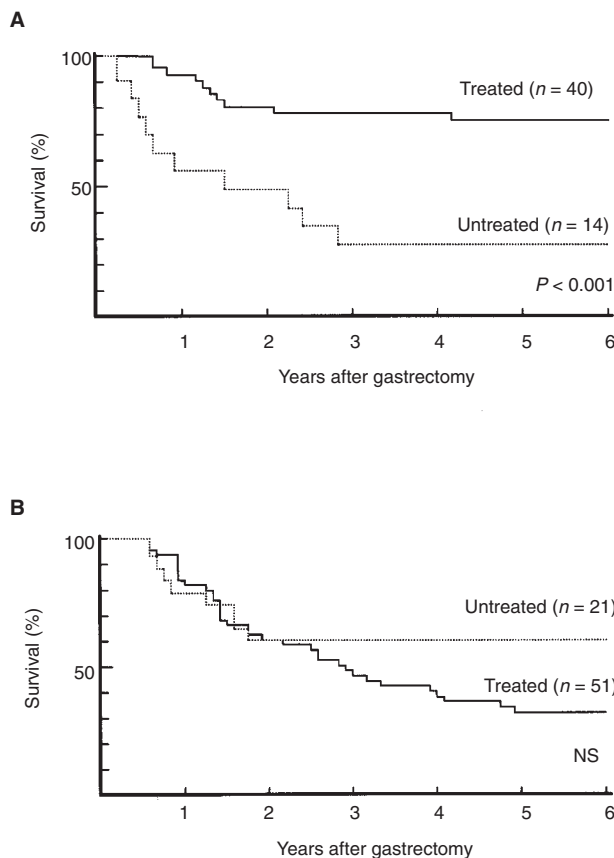 A
100
50
Survival (%)
Treated (n = 40)
Untreated (n = 14)
P < 0.001
1 2 3 4 5 6
Years after gastrectomy
B
100
50
Survival (%)
Untreated (n = 21)
Treated (n = 51)
NS
1 2 3 4 5 6
Years after gastrectomy